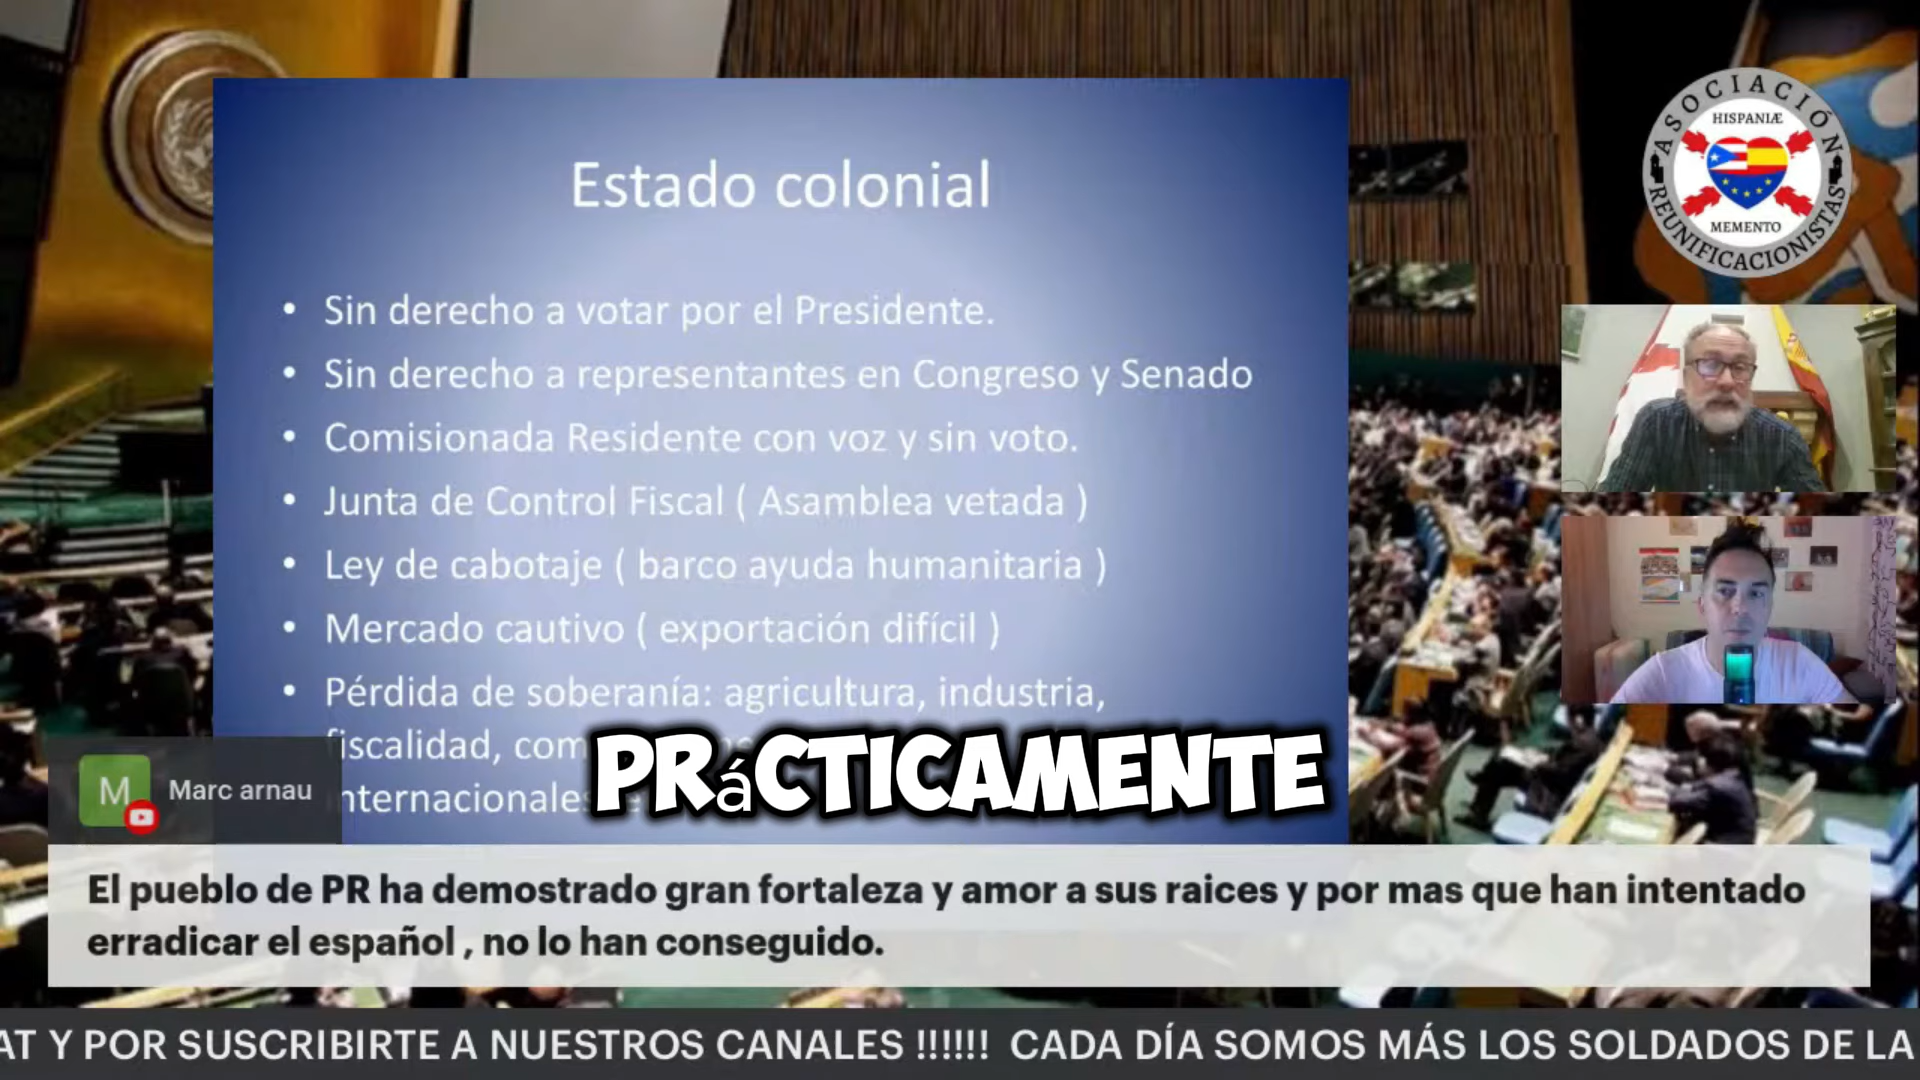 Estado colonial
• Sin derecho a votar por el Presidente.
• Sin derecho a representantes en Congreso y Senado
• Comisionada Residente con voz y sin voto.
• Junta de Control Fiscal ( Asamblea vetada )
• Ley de cabotaje ( barco ayuda humanitaria )
• Mercado cautivo ( exportación difícil )
• Pérdida de soberanía: agricultura, industria,
fiscalidad,
PRáCTICAMENTE
ASOCIACIÓN
HISPANIÆ
MEMENTO
REUNIFICACIONISTAS
M
Marc arnau
El pueblo de PR ha demostrado gran fortaleza y amor a sus raices y por mas que han intentado
erradicar el español , no lo han conseguido.
AT Y POR SUSCRIBIRTE A NUESTROS CANALES !!!!!! CADA DÍA SOMOS MÁS LOS SOLDADOS DE LA